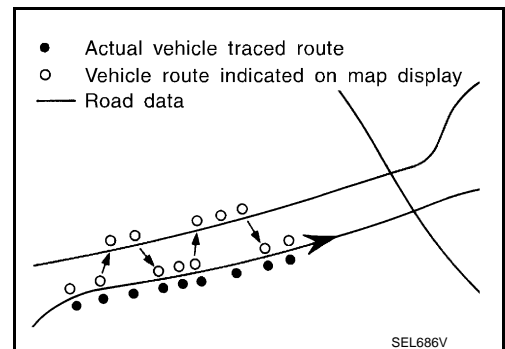 Actual vehicle traced route
Vehicle route indicated on map display
Road data
SEL686V